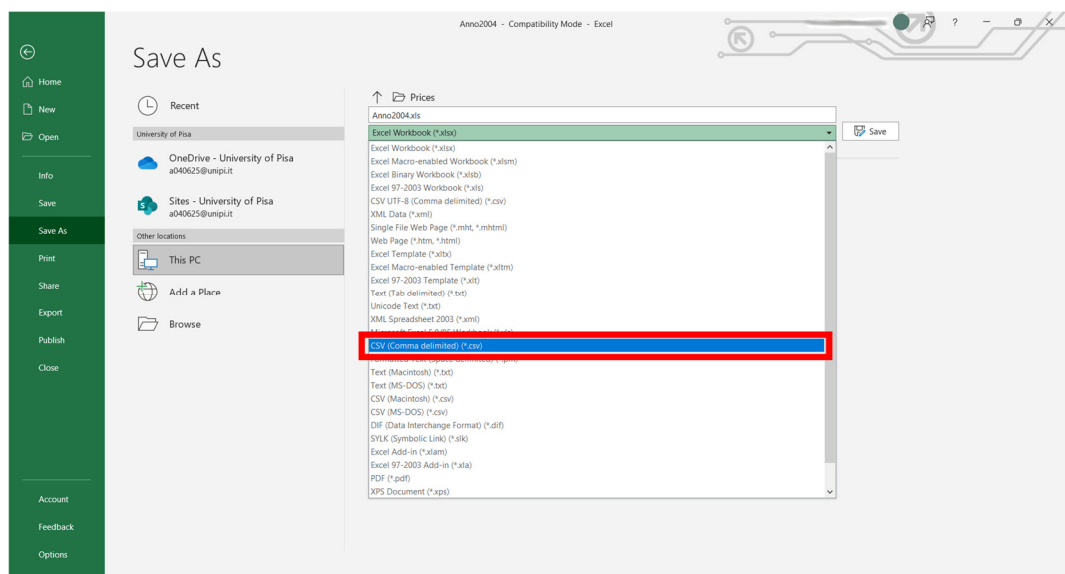 Anno2004 - Compatibility Mode - Excel
?
Save As
Home
New
Open
Info
Save
Save As
Print
Share
Export
Publish
Close
Account
Feedback
Options
Recent
University of Pisa
OneDrive - University of Pisa
a040625@unipi.it
Sites - University of Pisa
a040625@unipi.it
Other locations
This PC
Add a Place
Browse
Prices
Anno2004.xls
Excel Workbook (*.xlsx)
Save
Excel Workbook (*.xlsx)
Excel Macro-enabled Workbook (*.xlsm)
Excel Binary Workbook (*.xlsb)
Excel 97-2003 Workbook (*.xls)
CSV UTF-8 (Comma delimited) (*.csv)
XML Data (*.xml)
Single File Web Page (*.mht, *.mhtml)
Web Page (*.htm, *.html)
Excel Template (*.xltx)
Excel Macro-enabled Template (*.xltm)
Excel 97-2003 Template (*.xlt)
Text (Tab delimited) (*.txt)
Unicode Text (*.txt)
XML Spreadsheet 2003 (*.xml)
CSV (Comma delimited) (*.csv)
Text (Macintosh) (*.txt)
Text (MS-DOS) (*.txt)
CSV (Macintosh) (*.csv)
CSV (MS-DOS) (*.csv)
DIF (Data Interchange Format) (*.dif)
SYLK (Symbolic Link) (*.slk)
Excel Add-in (*.xlam)
Excel 97-2003 Add-in (*.xla)
PDF (*.pdf)
XPS Document (*.xps)